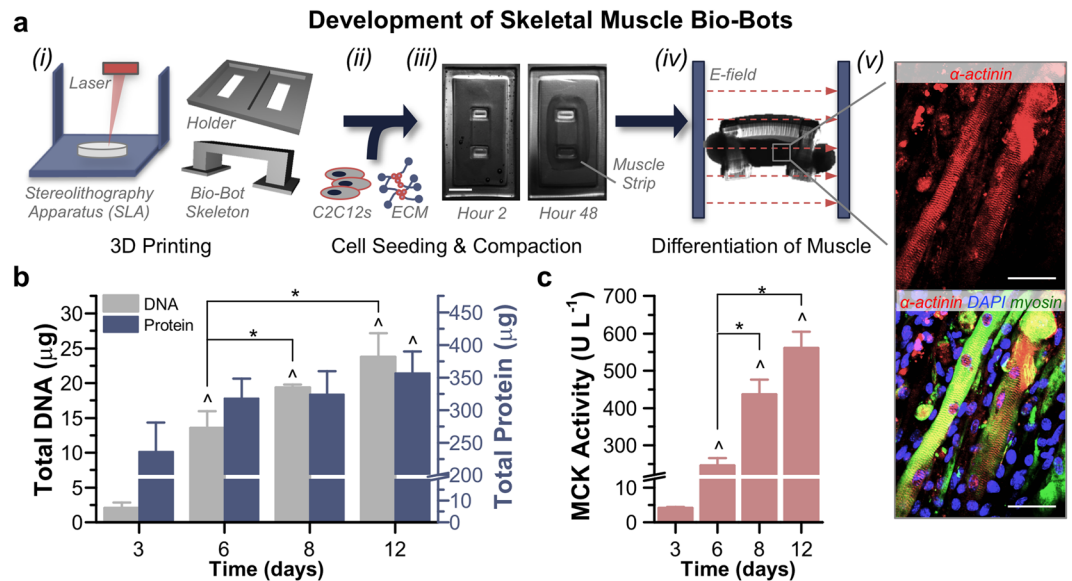 Development of Skeletal Muscle Bio-Bots
a
(i)
Laser
Holder
Stereolithography
Apparatus (SLA)
Bio-Bot
Skeleton
3D Printing
(ii)
(iii)
C2C12s
ECM
Hour 2
Hour 48
Muscle
Strip
Cell Seeding & Compaction
(iv)
E-field
Differentiation of Muscle
(v)
α-actinin
α-actinin DAPI myosin
b
Total DNA (μg)
35
30
25
20
15
10
5
0
DNA
Protein
*
*
^
^
^
^
450
400
350
300
250
200
10
0
Total Protein (μg)
3
6
8
12
Time (days)
c
MCK Activity (U L-1)
700
600
500
400
300
10
0
*
*
^
^
^
3
6
8
12
Time (days)